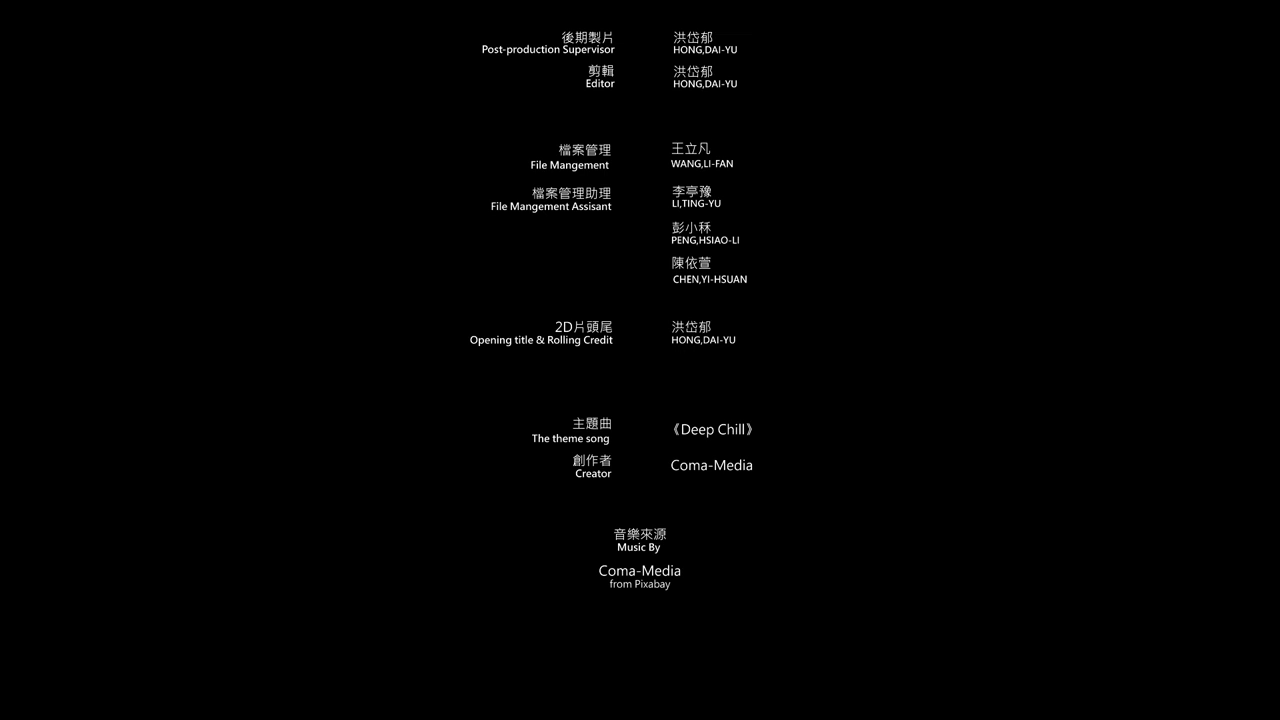 後期製片 洪岱郁
Post-production Supervisor HONG,DAI-YU
剪輯 洪岱郁
Editor HONG,DAI-YU
檔案管理 王立凡
File Mangement WANG,LI-FAN
檔案管理助理 李亭豫
File Mangement Assisant LI,TING-YU
彭小秝
PENG,HSIAO-LI
陳依萱
CHEN,YI-HSUAN
2D片頭尾 洪岱郁
Opening title & Rolling Credit HONG,DAI-YU
主題曲 《Deep Chill》
The theme song
創作者 Coma-Media
Creator
音樂來源
Music By
Coma-Media
from Pixabay